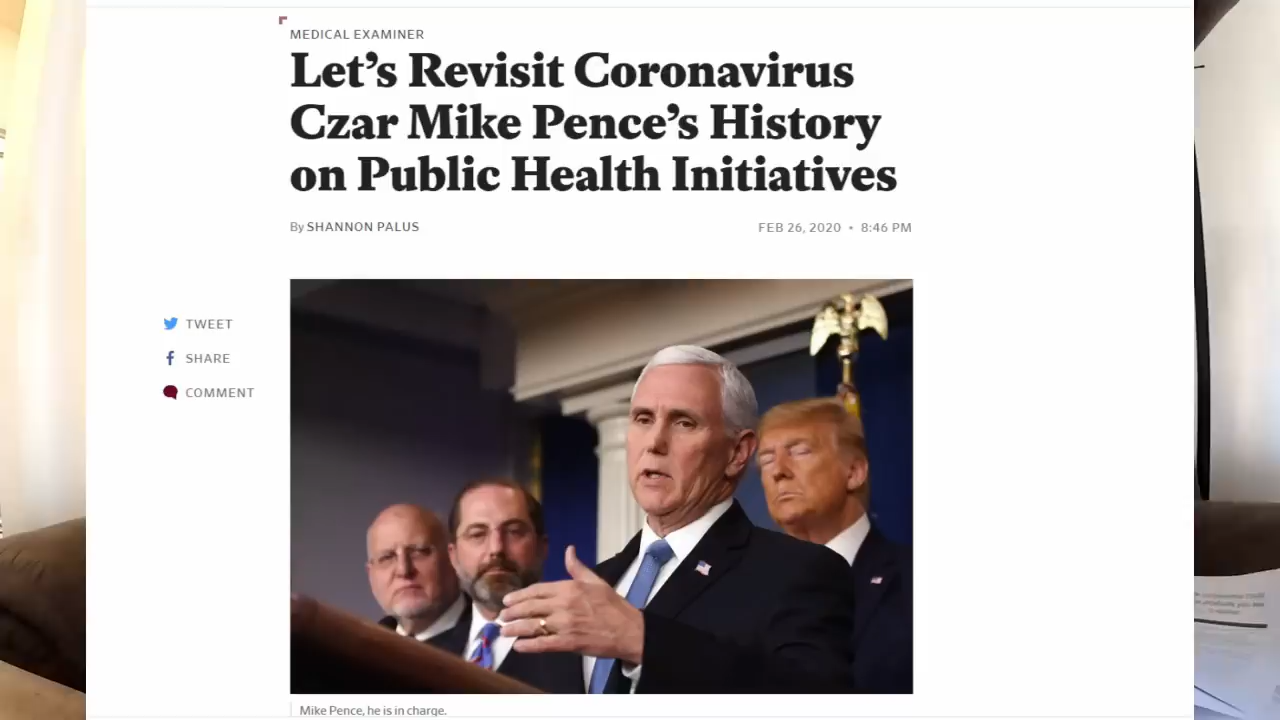 MEDICAL EXAMINER
Let's Revisit Coronavirus
Czar Mike Pence's History
on Public Health Initiatives
By SHANNON PALUS
FEB 26, 2020 • 8:46 PM
TWEET
SHARE
COMMENT
Mike Pence, he is in charge.